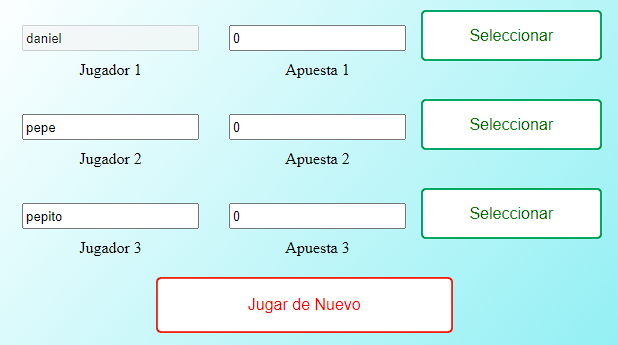 daniel 0 Seleccionar
Jugador 1 Apuesta 1
pepe 0 Seleccionar
Jugador 2 Apuesta 2
pepito 0 Seleccionar
Jugador 3 Apuesta 3
Jugar de Nuevo